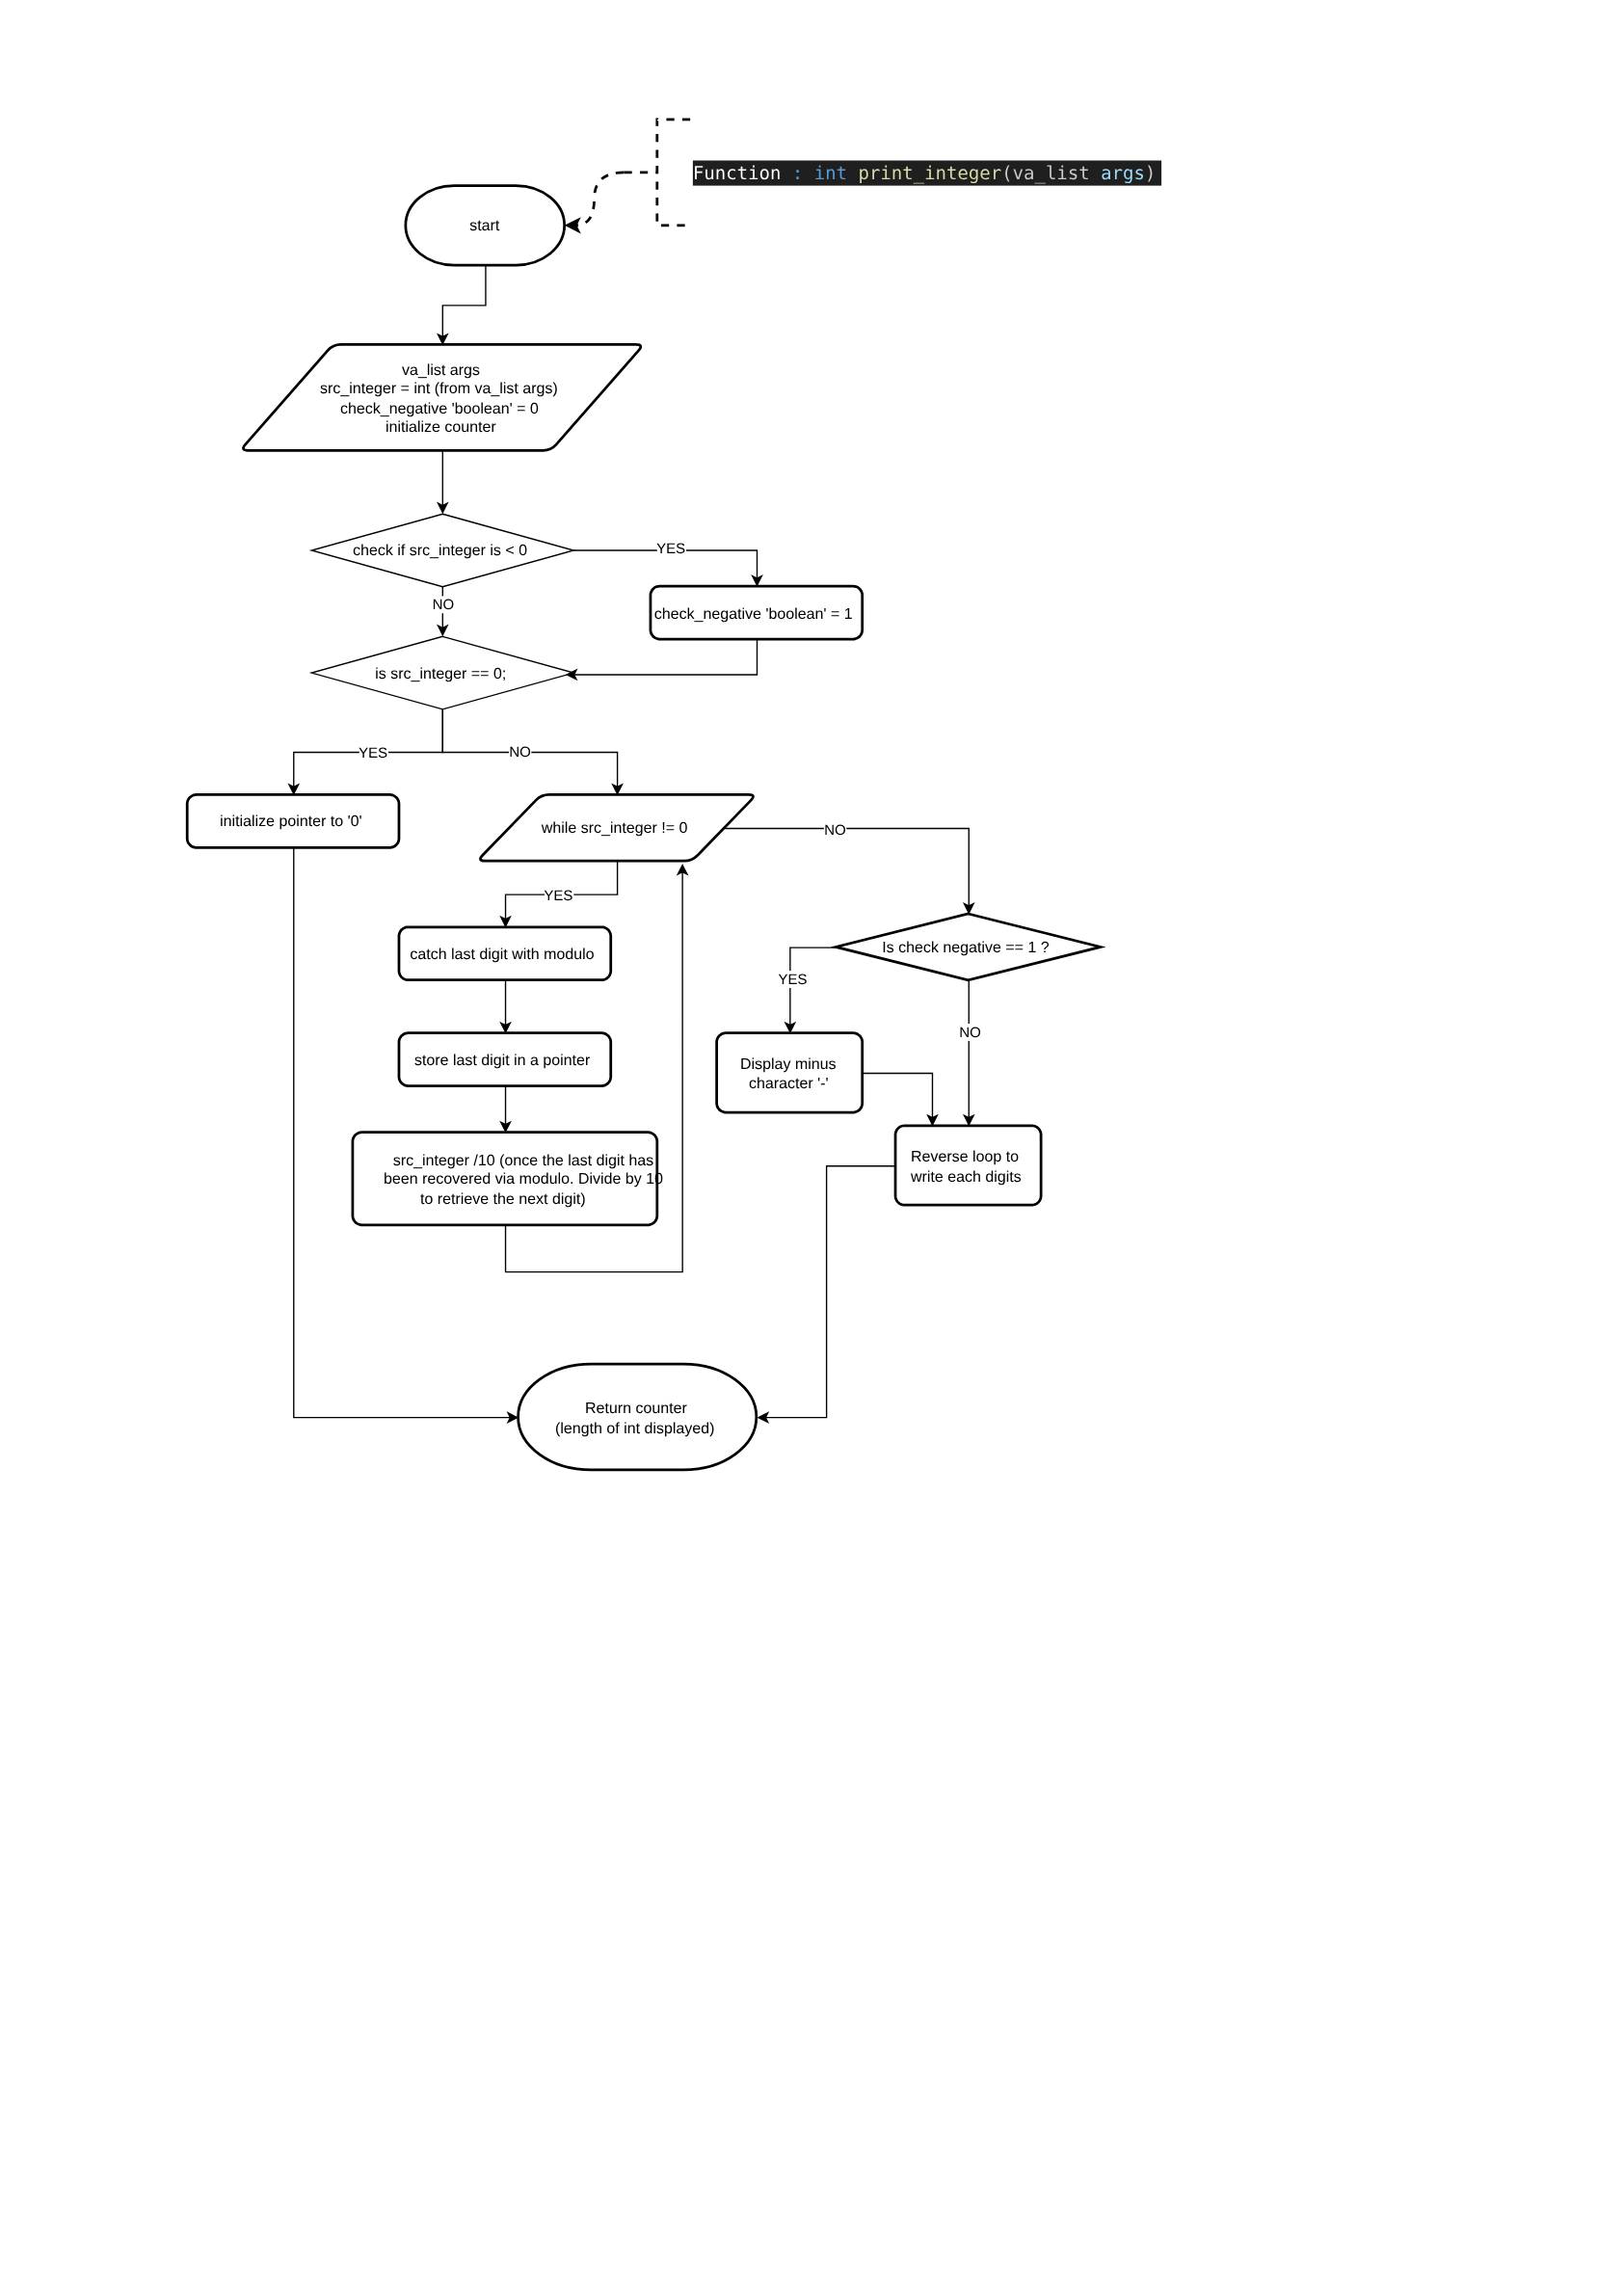 Function : int print_integer(va_list args)
start
va_list args
src_integer = int (from va_list args)
check_negative 'boolean' = 0
initialize counter
check if src_integer is < 0
YES
NO
check_negative 'boolean' = 1
is src_integer == 0;
YES
NO
initialize pointer to '0'
while src_integer != 0
NO
YES
catch last digit with modulo
Is check negative == 1 ?
YES
NO
store last digit in a pointer
Display minus
character '-'
src_integer /10 (once the last digit has
been recovered via modulo. Divide by 10
to retrieve the next digit)
Reverse loop to
write each digits
Return counter
(length of int displayed)